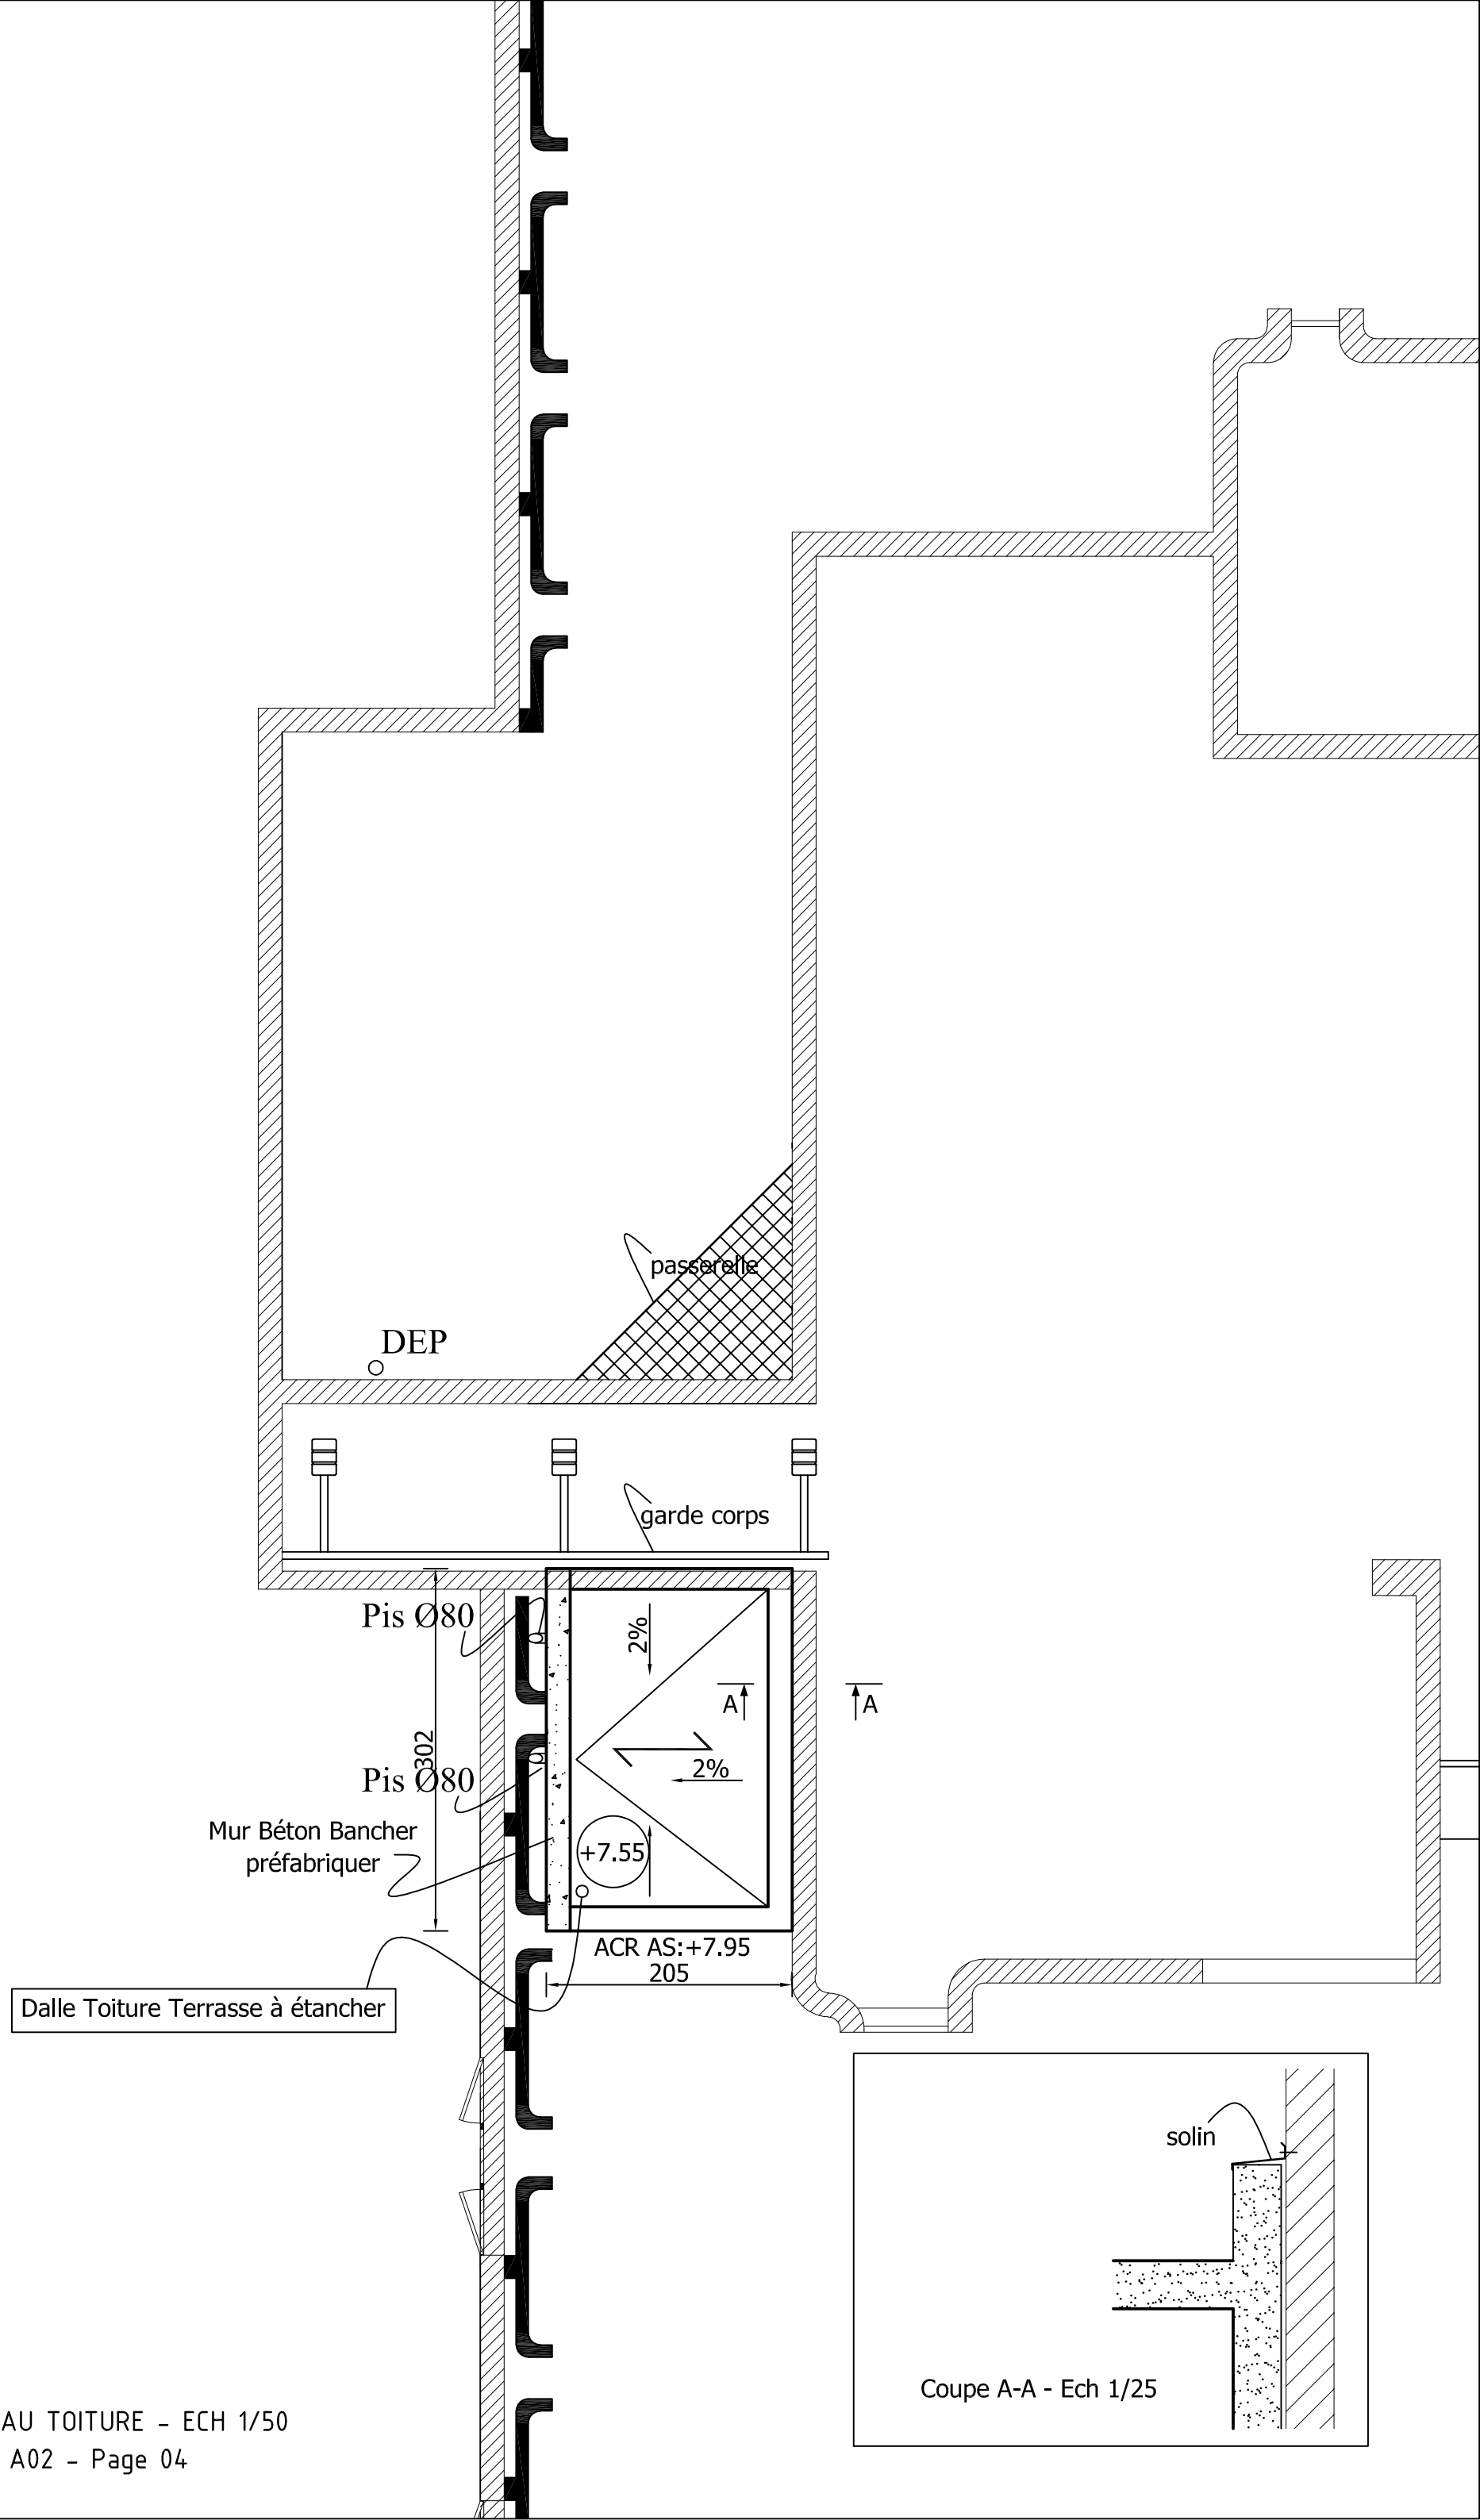 passerelle
DEP
garde corps
Pis Ø80
2%
A
A
302
2%
Pis Ø80
Mur Béton Bancher
préfabriquer
+7.55
ACR AS:+7.95
205
Dalle Toiture Terrasse à étancher
solin
Coupe A-A - Ech 1/25
AU TOITURE - ECH 1/50
A02 - Page 04